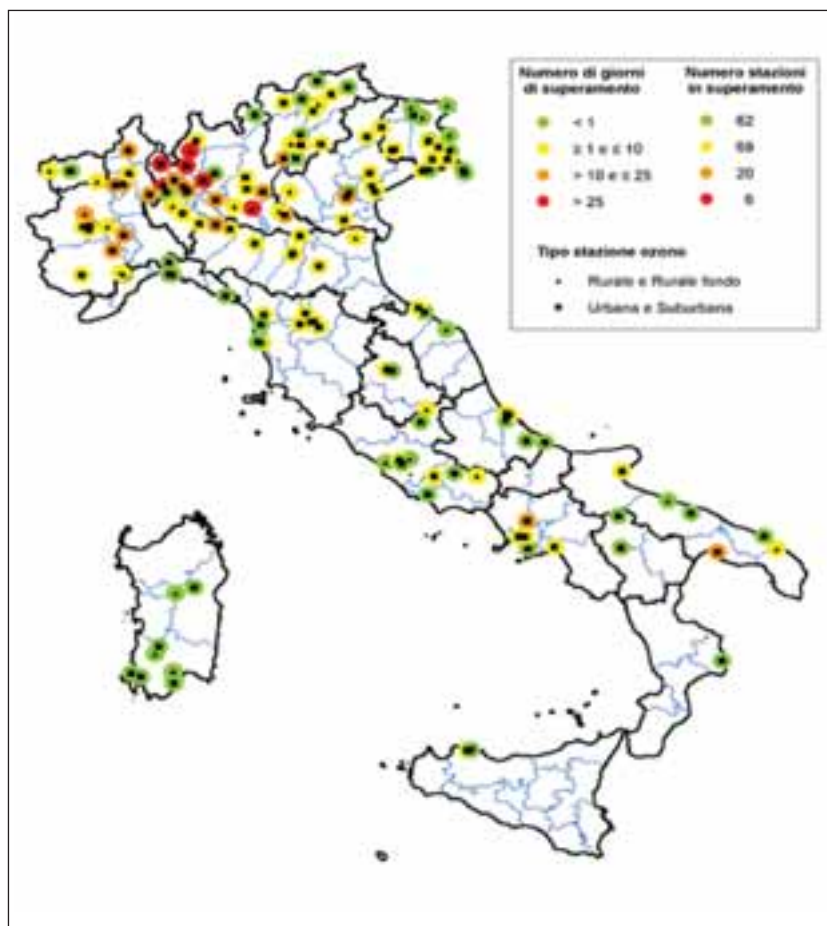 Numero di giorni
di superamento
Numero stazioni
in superamento
< 1
62
≥ 1 e ≤ 10
69
> 10 e ≤ 25
20
> 25
6
Tipo stazione ozono
Rurale e Rurale fondo
Urbana e Suburbana